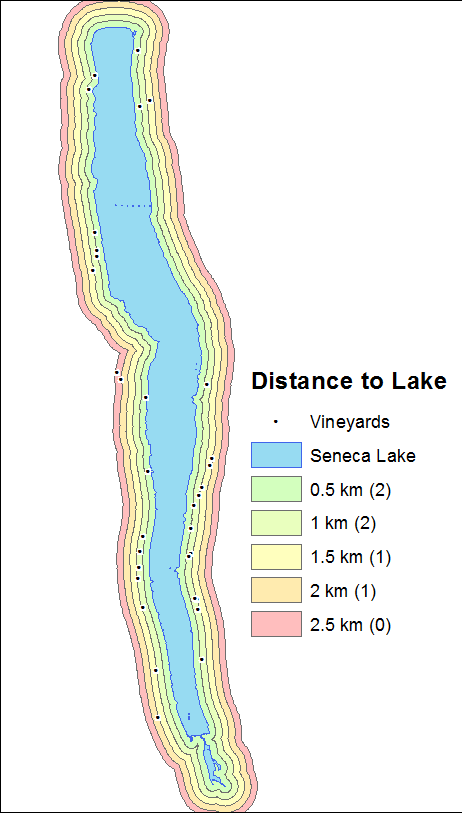 Distance to Lake
Vineyards
Seneca Lake
0.5 km (2)
1 km (2)
1.5 km (1)
2 km (1)
2.5 km (0)